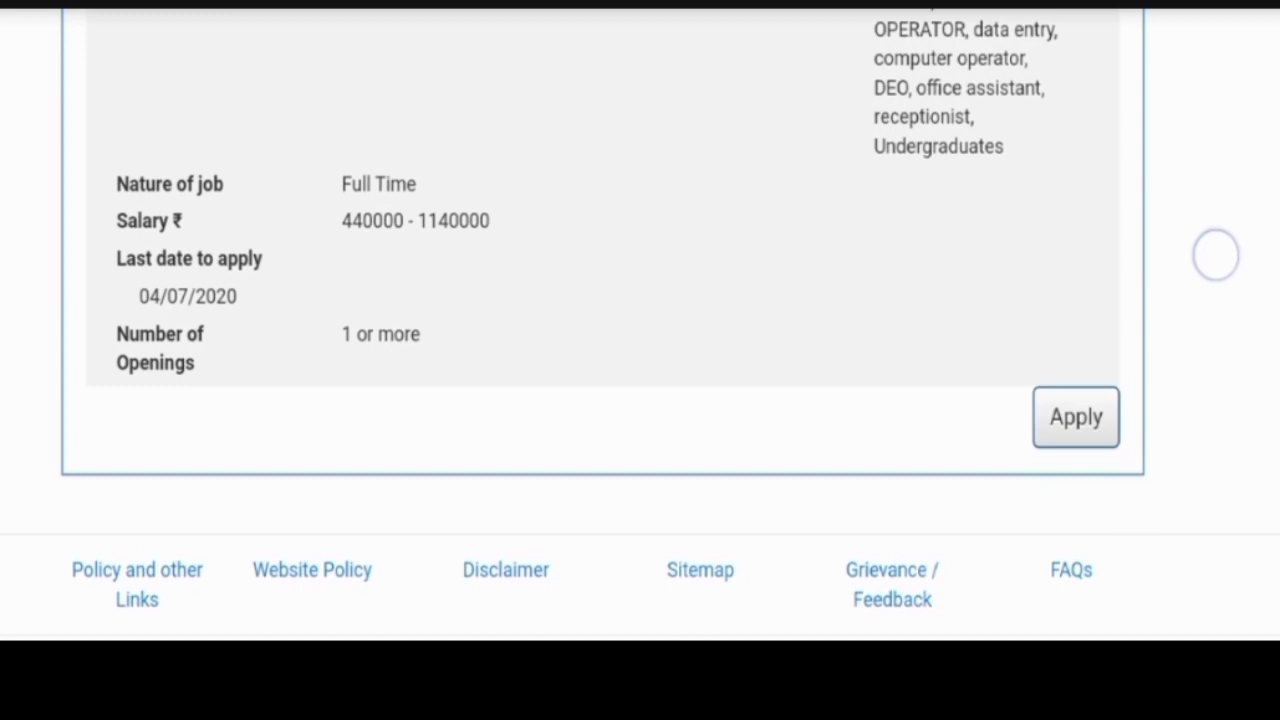 OPERATOR, data entry,
computer operator,
DEO, office assistant,
receptionist,
Undergraduates
Nature of job Full Time
Salary ₹ 440000 - 1140000
Last date to apply
04/07/2020
Number of 1 or more
Openings
Apply
Policy and other Website Policy Disclaimer Sitemap Grievance / FAQs
Links Feedback